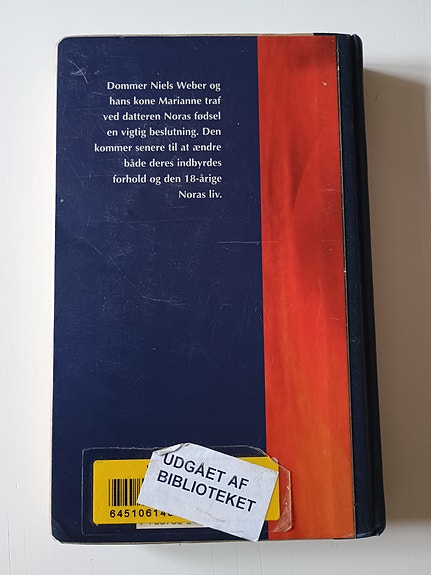 Dommer Niels Weber og
hans kone Marianne traf
ved datteren Noras fødsel
en vigtig beslutning. Den
kommer senere til at ændre
både deres indbyrdes
forhold og den 18-årige
Noras liv.
UDGAET AF
BIBLIOTEKET